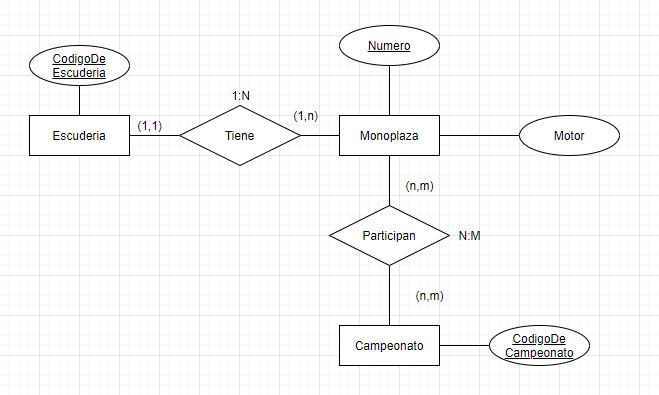 Numero
CodigoDe
Escuderia
1:N
(1,1)
(1,n)
Escuderia
Tiene
Monoplaza
Motor
(n,m)
Participan
N:M
(n,m)
Campeonato
CodigoDe
Campeonato